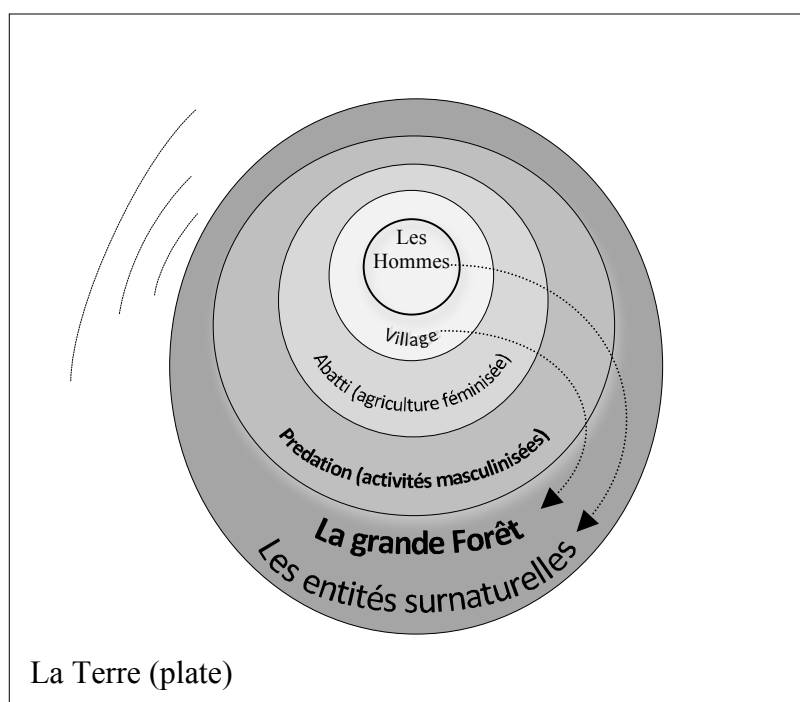 Les
Hommes
Village
Abatti (agriculture féminisée)
Predation (activités masculinisées)
La grande Forêt
Les entités surnaturelles
La Terre (plate)